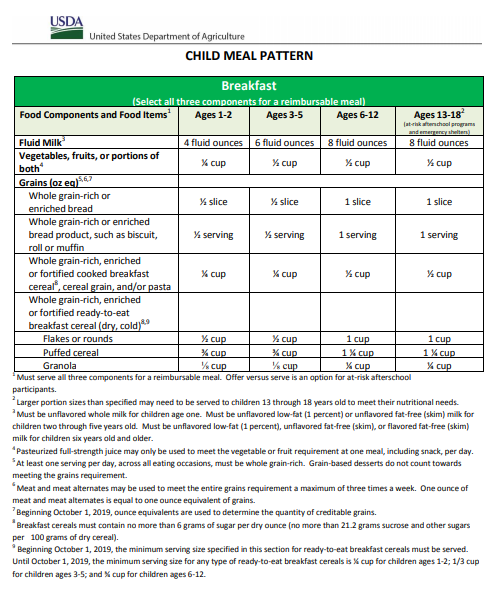 USDA
United States Department of Agriculture
CHILD MEAL PATTERN
Breakfast
(Select all three components for a reimbursable meal)
Food Components and Food Items1 Ages 1-2 Ages 3-5 Ages 6-12 Ages 13-182
(at-risk afterschool programs
and emergency shelters)
Fluid Milk3 4 fluid ounces 6 fluid ounces 8 fluid ounces 8 fluid ounces
Vegetables, fruits, or portions of
both4 ¼ cup ½ cup ½ cup ½ cup
Grains (oz eq)5,6,7
Whole grain-rich or
enriched bread ½ slice ½ slice 1 slice 1 slice
Whole grain-rich or enriched
bread product, such as biscuit,
roll or muffin ½ serving ½ serving 1 serving 1 serving
Whole grain-rich, enriched
or fortified cooked breakfast
cereal8, cereal grain, and/or pasta ¼ cup ¼ cup ½ cup ½ cup
Whole grain-rich, enriched
or fortified ready-to-eat
breakfast cereal (dry, cold)8,9
Flakes or rounds ½ cup ½ cup 1 cup 1 cup
Puffed cereal ¾ cup ¾ cup 1 ¼ cup 1 ¼ cup
Granola ⅛ cup ⅛ cup ¼ cup ¼ cup
1 Must serve all three components for a reimbursable meal. Offer versus serve is an option for at-risk afterschool
participants.
2 Larger portion sizes than specified may need to be served to children 13 through 18 years old to meet their nutritional needs.
3 Must be unflavored whole milk for children age one. Must be unflavored low-fat (1 percent) or unflavored fat-free (skim) milk for
children two through five years old. Must be unflavored low-fat (1 percent), unflavored fat-free (skim), or flavored fat-free (skim)
milk for children six years old and older.
4 Pasteurized full-strength juice may only be used to meet the vegetable or fruit requirement at one meal, including snack, per day.
5 At least one serving per day, across all eating occasions, must be whole grain-rich. Grain-based desserts do not count towards
meeting the grains requirement.
6 Meat and meat alternates may be used to meet the entire grains requirement a maximum of three times a week. One ounce of
meat and meat alternates is equal to one ounce equivalent of grains.
7 Beginning October 1, 2019, ounce equivalents are used to determine the quantity of creditable grains.
8 Breakfast cereals must contain no more than 6 grams of sugar per dry ounce (no more than 21.2 grams sucrose and other sugars
per 100 grams of dry cereal).
9 Beginning October 1, 2019, the minimum serving size specified in this section for ready-to-eat breakfast cereals must be served.
Until October 1, 2019, the minimum serving size for any type of ready-to-eat breakfast cereals is ¼ cup for children ages 1-2; 1/3 cup
for children ages 3-5; and ¾ cup for children ages 6-12.